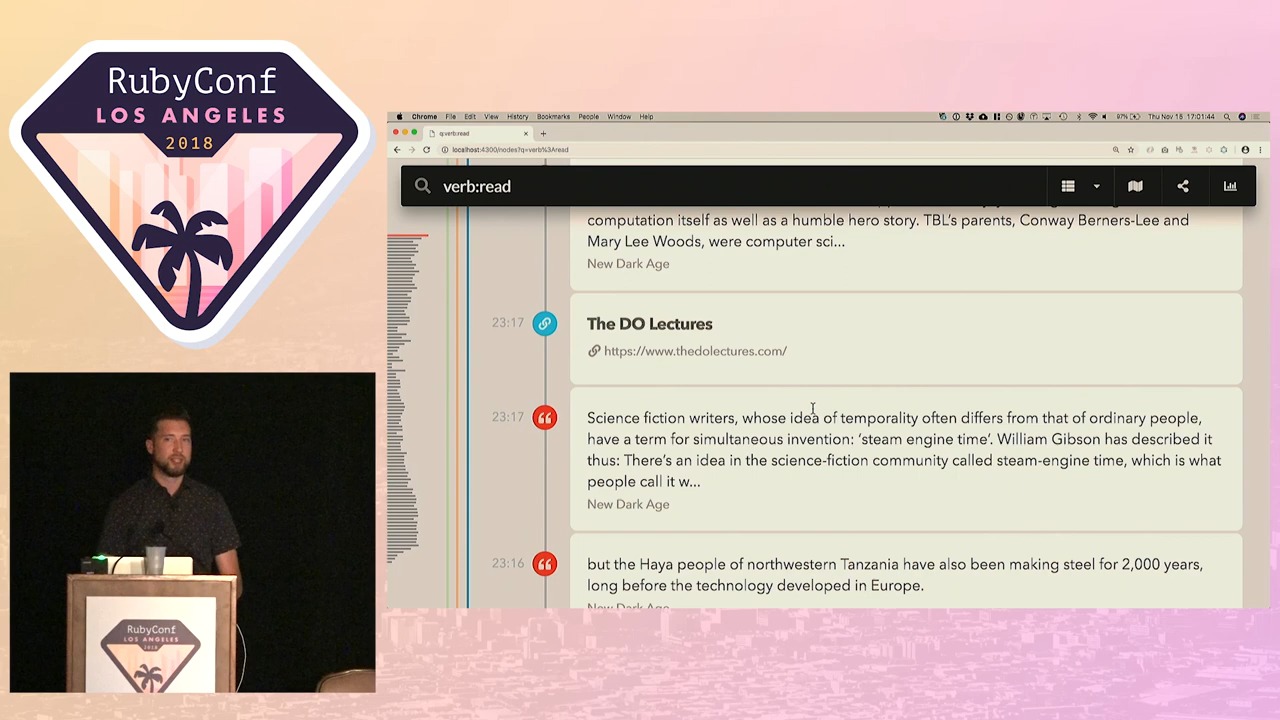 RubyConf
LOS ANGELES
2018
Chrome File Edit View History Bookmarks People Window Help
97% Thu Nov 15 17:01:44
q:verb:read
localhost:4300/nodes?q=verb%3Aread
verb:read
computation itself as well as a humble hero story. TBL's parents, Conway Berners-Lee and
Mary Lee Woods, were computer sci....
New Dark Age
23:17
The DO Lectures
https://www.thedolectures.com/
23:17
Science fiction writers, whose idea of temporality often differs from that of ordinary people,
have a term for simultaneous invention: ‘steam engine time’. William Gibson has described it
thus: There's an idea in the science fiction community called steam-engine time, which is what
people call it w...
New Dark Age
23:16
but the Haya people of northwestern Tanzania have also been making steel for 2,000 years,
long before the technology developed in Europe.
New Dark Age
RubyConf
LOS ANGELES
2018